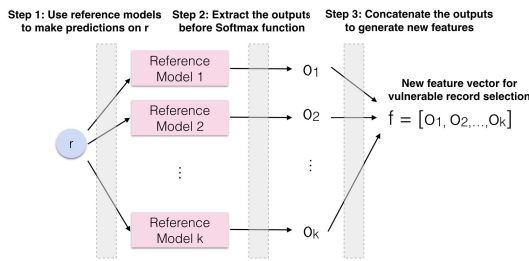 Step 1: Use reference models
to make predictions on r
Step 2: Extract the outputs
before Softmax function
Step 3: Concatenate the outputs
to generate new features
r
Reference
Model 1
Reference
Model 2
⋮
Reference
Model k
O1
O2
⋮
Ok
New feature vector for
vulnerable record selection
f = [O1, O2,...,Ok]